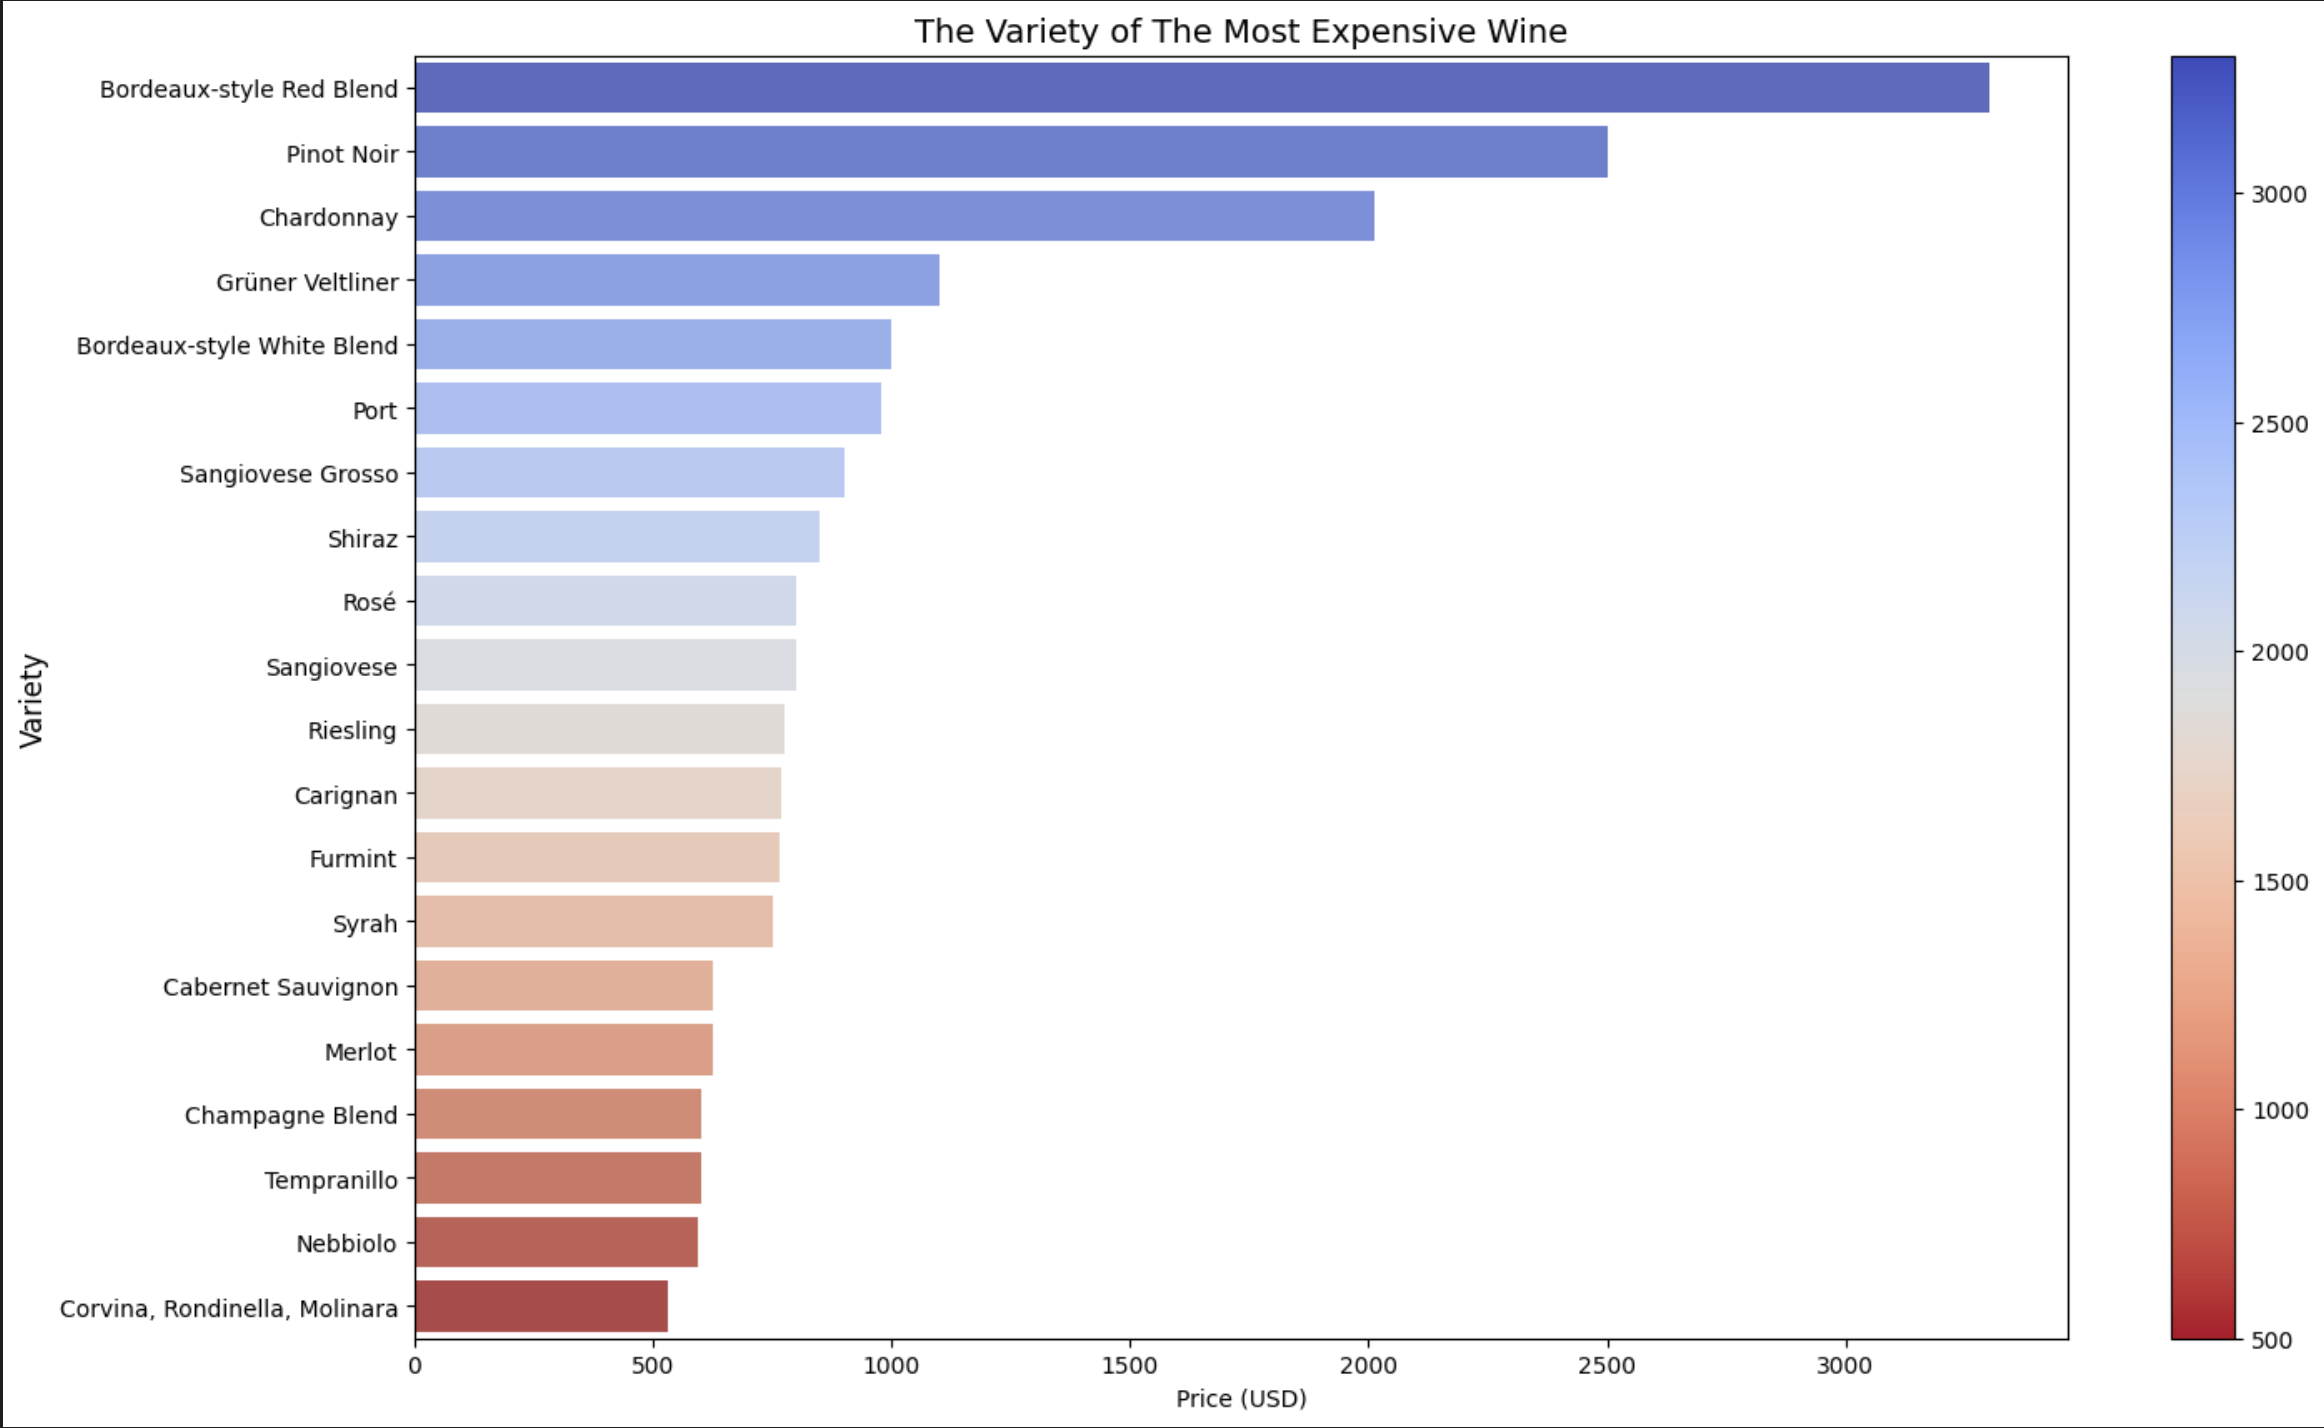 The Variety of The Most Expensive Wine
Variety
Bordeaux-style Red Blend
Pinot Noir
Chardonnay
Grüner Veltliner
Bordeaux-style White Blend
Port
Sangiovese Grosso
Shiraz
Rosé
Sangiovese
Riesling
Carignan
Furmint
Syrah
Cabernet Sauvignon
Merlot
Champagne Blend
Tempranillo
Nebbiolo
Corvina, Rondinella, Molinara
0 500 1000 1500 2000 2500 3000
Price (USD)
3000
2500
2000
1500
1000
500